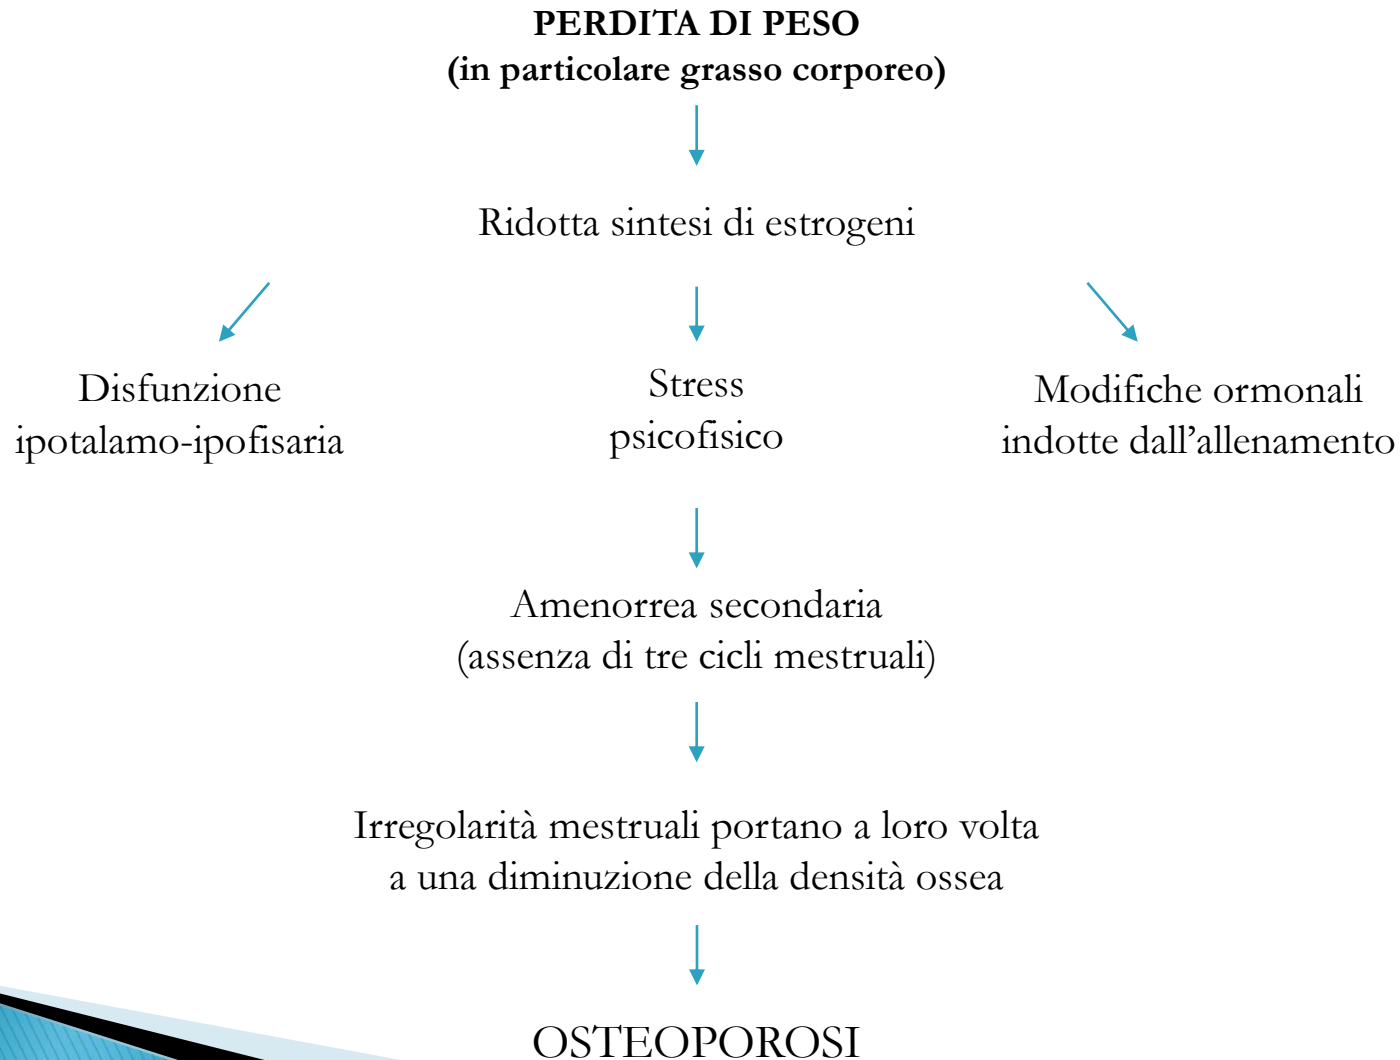 PERDITA DI PESO
(in particolare grasso corporeo)
Ridotta sintesi di estrogeni
Disfunzione
ipotalamo-ipofisaria
Stress
psicofisico
Modifiche ormonali
indotte dall’allenamento
Amenorrea secondaria
(assenza di tre cicli mestruali)
Irregolarità mestruali portano a loro volta
a una diminuzione della densità ossea
OSTEOPOROSI